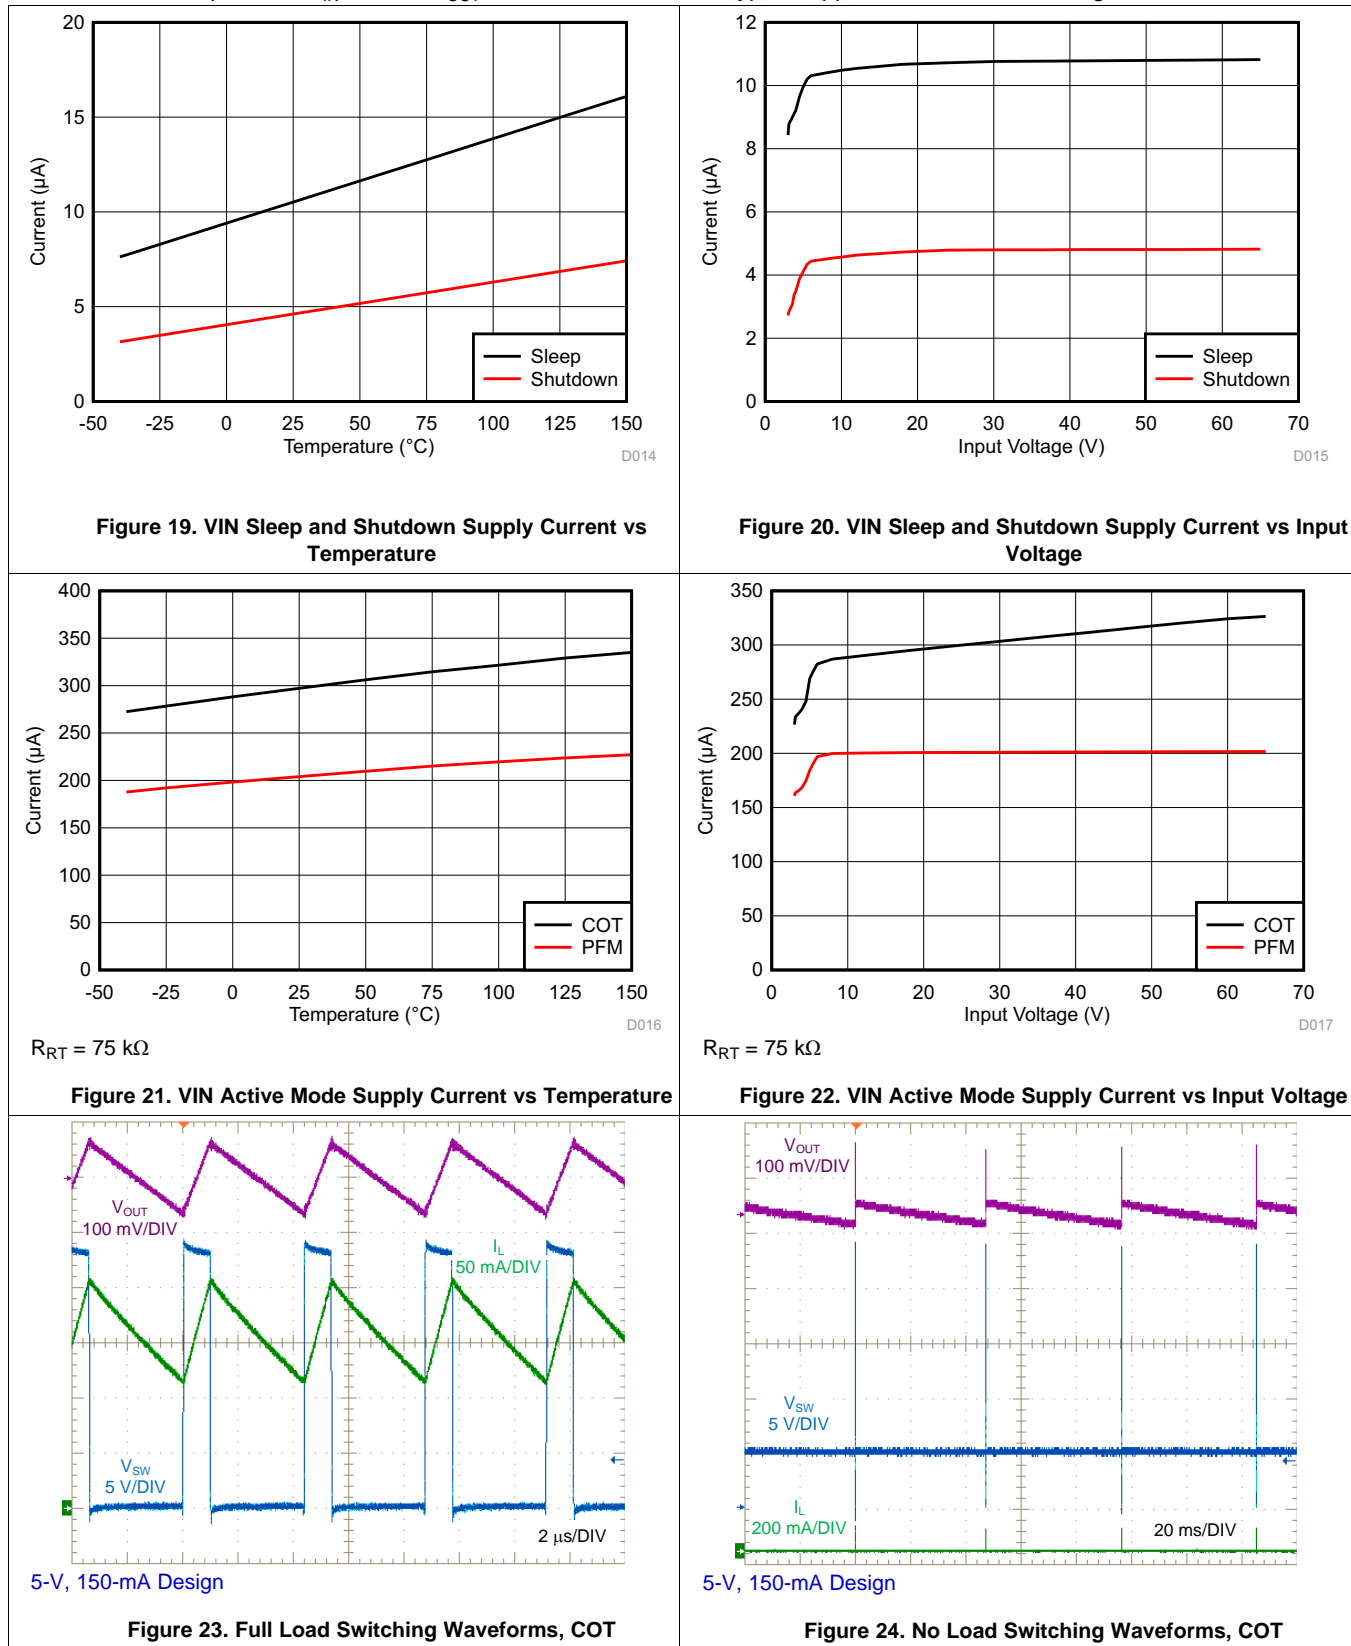 20
15
10
5
0
-50 -25 0 25 50 75 100 125 150
Current (µA)
Temperature (°C)
Sleep
Shutdown
D014
Figure 19. VIN Sleep and Shutdown Supply Current vs
Temperature
12
10
8
6
4
2
0
0 10 20 30 40 50 60 70
Current (µA)
Input Voltage (V)
Sleep
Shutdown
D015
Figure 20. VIN Sleep and Shutdown Supply Current vs Input
Voltage
400
350
300
250
200
150
100
50
0
-50 -25 0 25 50 75 100 125 150
Current (µA)
Temperature (°C)
COT
PFM
D016
RRT = 75 kΩ
Figure 21. VIN Active Mode Supply Current vs Temperature
350
300
250
200
150
100
50
0
0 10 20 30 40 50 60 70
Current (µA)
Input Voltage (V)
COT
PFM
D017
RRT = 75 kΩ
Figure 22. VIN Active Mode Supply Current vs Input Voltage
VOUT
100 mV/DIV
IL
50 mA/DIV
VSW
5 V/DIV
2 µs/DIV
5-V, 150-mA Design
Figure 23. Full Load Switching Waveforms, COT
VOUT
100 mV/DIV
VSW
5 V/DIV
IL
200 mA/DIV
20 ms/DIV
5-V, 150-mA Design
Figure 24. No Load Switching Waveforms, COT